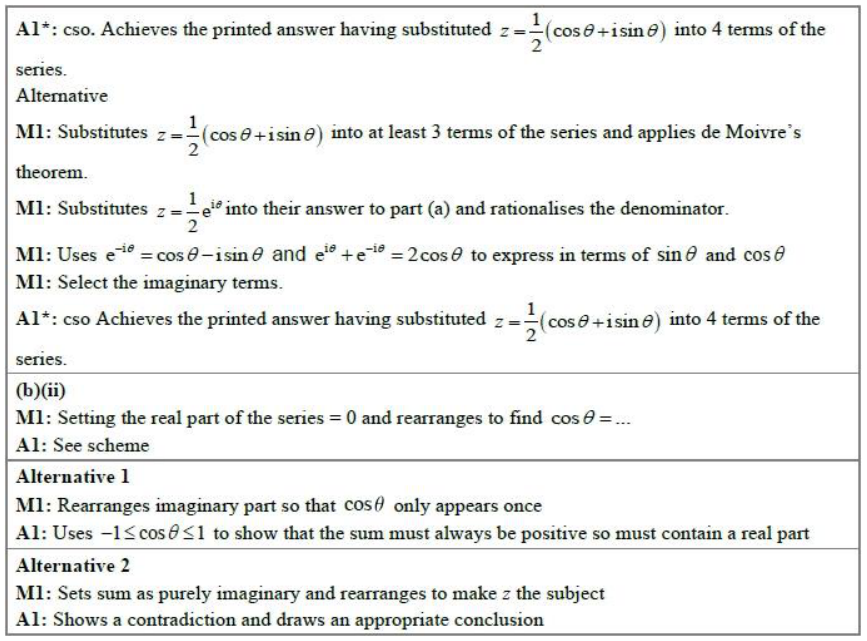 A1*: cso. Achieves the printed answer having substituted z = 1/2 (cos θ + i sin θ) into 4 terms of the
series.
Alternative
M1: Substitutes z = 1/2 (cos θ + i sin θ) into at least 3 terms of the series and applies de Moivre's
theorem.
M1: Substitutes z = 1/2 e^{iθ} into their answer to part (a) and rationalises the denominator.
M1: Uses e^{-iθ} = cos θ − i sin θ and e^{iθ} + e^{-iθ} = 2 cos θ to express in terms of sin θ and cos θ
M1: Select the imaginary terms.
A1*: cso Achieves the printed answer having substituted z = 1/2 (cos θ + i sin θ) into 4 terms of the
series.
(b)(ii)
M1: Setting the real part of the series = 0 and rearranges to find cos θ = ...
A1: See scheme
Alternative 1
M1: Rearranges imaginary part so that cos θ only appears once
A1: Uses −1 ≤ cos θ ≤ 1 to show that the sum must always be positive so must contain a real part
Alternative 2
M1: Sets sum as purely imaginary and rearranges to make z the subject
A1: Shows a contradiction and draws an appropriate conclusion